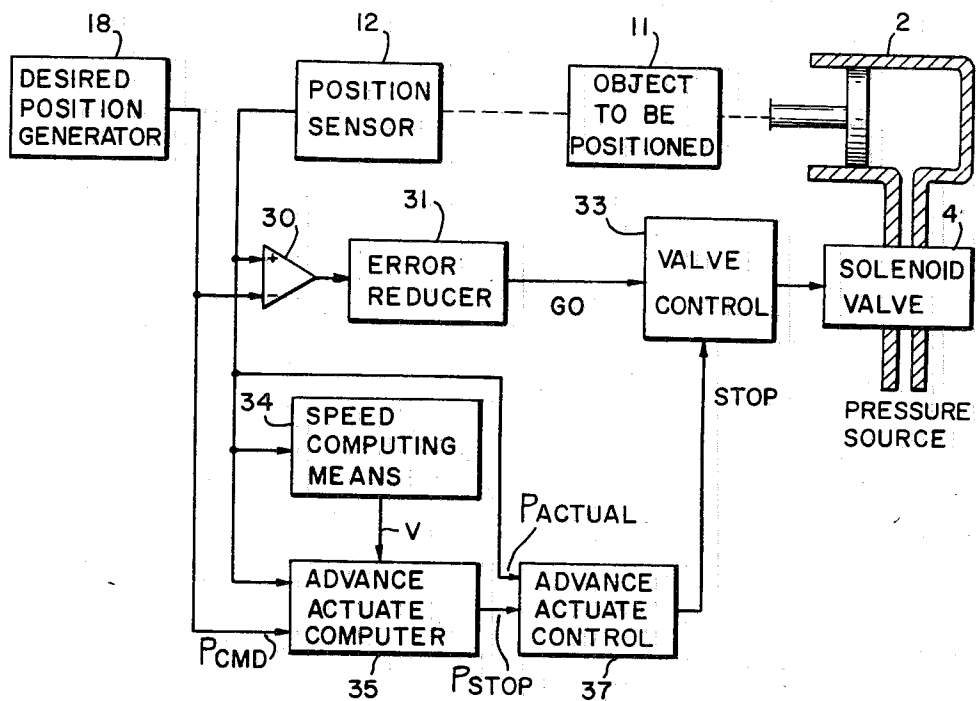 18
12
11
2
DESIRED
POSITION
GENERATOR
POSITION
SENSOR
OBJECT
TO BE
POSITIONED
30
+
−
31
ERROR
REDUCER
GO
33
VALVE
CONTROL
4
SOLENOID
VALVE
STOP
PRESSURE
SOURCE
34
SPEED
COMPUTING
MEANS
V
PACTUAL
ADVANCE
ACTUATE
COMPUTER
ADVANCE
ACTUATE
CONTROL
PCMD
35
PSTOP
37